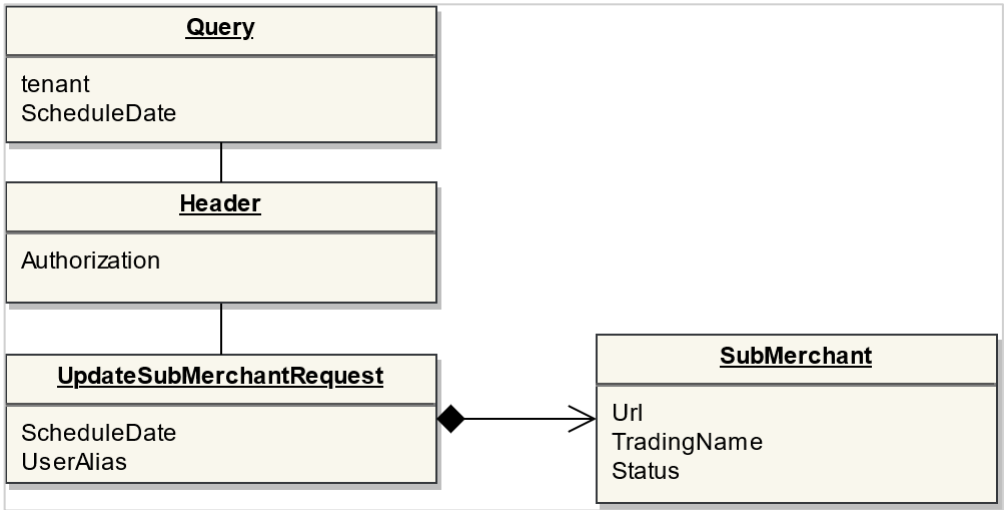 Query
tenant
ScheduleDate
Header
Authorization
UpdateSubMerchantRequest
ScheduleDate
UserAlias
SubMerchant
Url
TradingName
Status